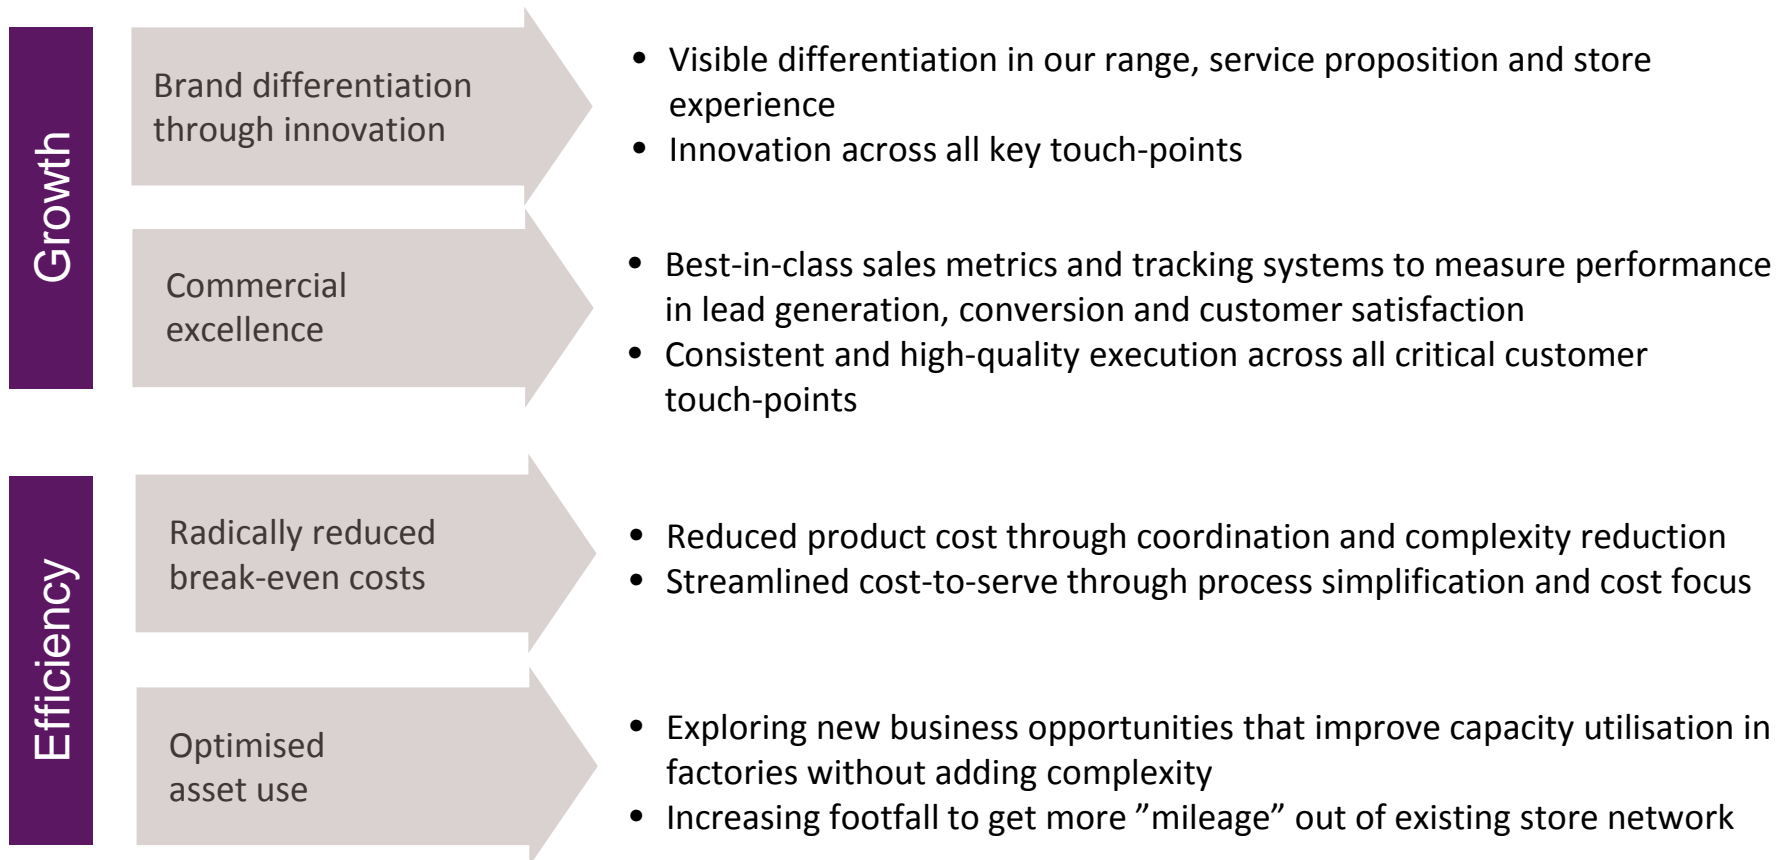 Growth
Brand differentiation
through innovation
• Visible differentiation in our range, service proposition and store
experience
• Innovation across all key touch-points
Commercial
excellence
• Best-in-class sales metrics and tracking systems to measure performance
in lead generation, conversion and customer satisfaction
• Consistent and high-quality execution across all critical customer
touch-points
Efficiency
Radically reduced
break-even costs
• Reduced product cost through coordination and complexity reduction
• Streamlined cost-to-serve through process simplification and cost focus
Optimised
asset use
• Exploring new business opportunities that improve capacity utilisation in
factories without adding complexity
• Increasing footfall to get more ”mileage” out of existing store network